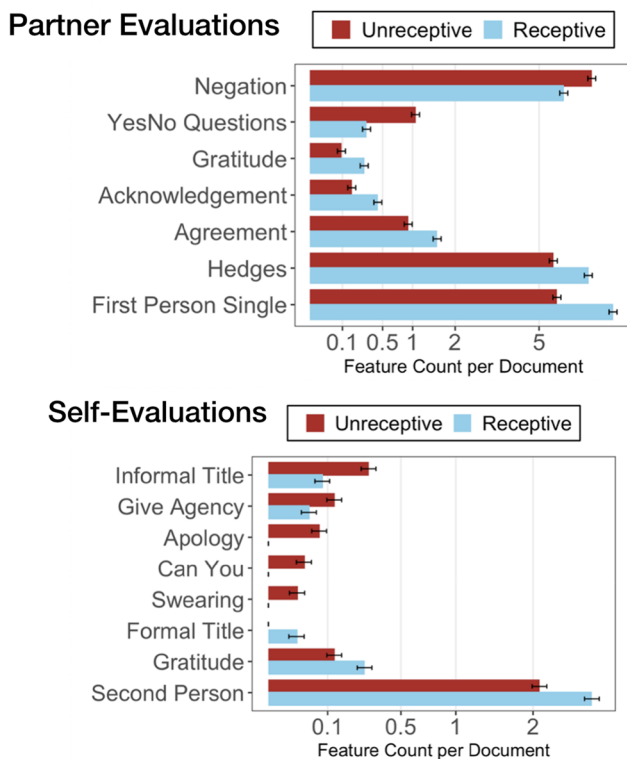 Partner Evaluations
Unreceptive Receptive
Negation
YesNo Questions
Gratitude
Acknowledgement
Agreement
Hedges
First Person Single
0.1 0.5 1 2 5
Feature Count per Document
Self-Evaluations
Unreceptive Receptive
Informal Title
Give Agency
Apology
Can You
Swearing
Formal Title
Gratitude
Second Person
0.1 0.5 1 2
Feature Count per Document